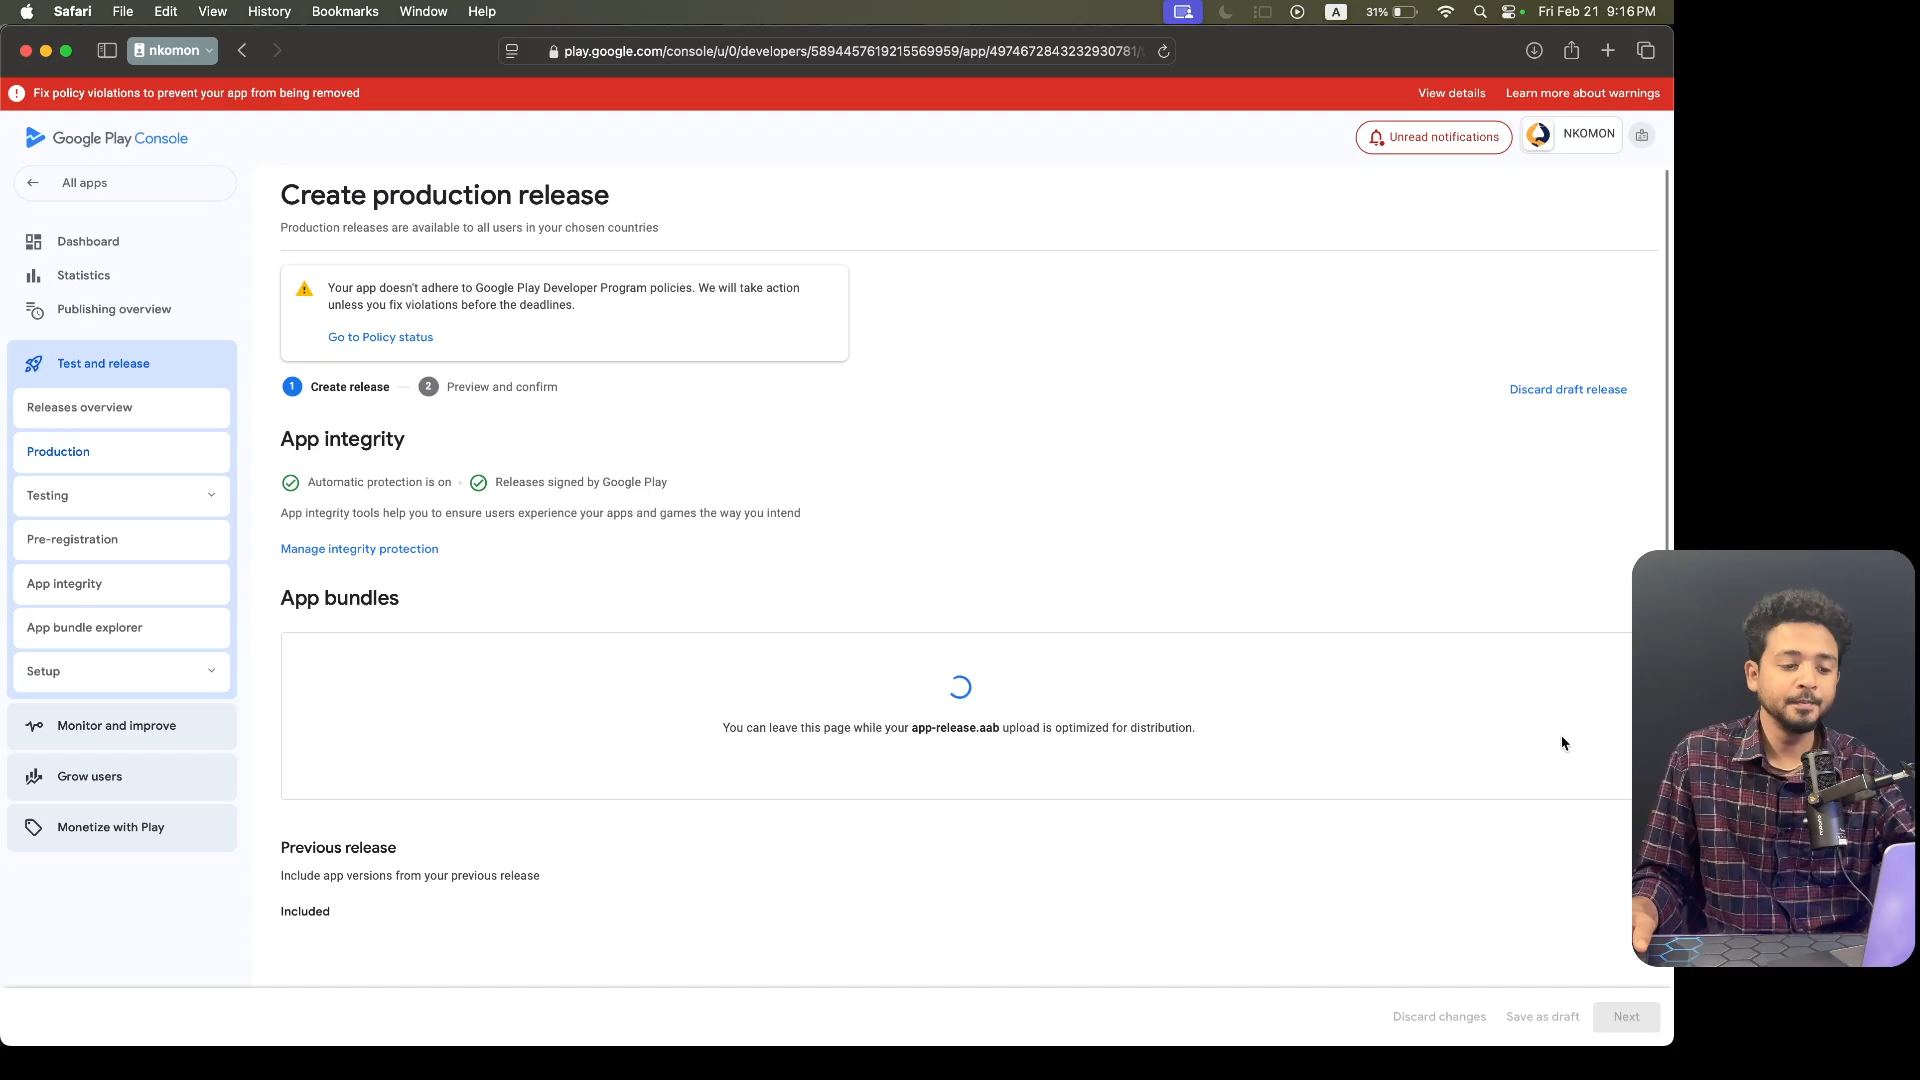 Safari File Edit View History Bookmarks Window Help A 31% Fri Feb 21 9:16 PM
nkomon play.google.com/console/u/0/developers/5894457619215569959/app/4974672843232930781/
Fix policy violations to prevent your app from being removed View details Learn more about warnings
Google Play Console Unread notifications NKOMON
All apps
Dashboard
Statistics
Publishing overview
Test and release
Releases overview
Production
Testing
Pre-registration
App integrity
App bundle explorer
Setup
Monitor and improve
Grow users
Monetize with Play
Create production release
Production releases are available to all users in your chosen countries
Your app doesn't adhere to Google Play Developer Program policies. We will take action
unless you fix violations before the deadlines.
Go to Policy status
1 Create release 2 Preview and confirm Discard draft release
App integrity
Automatic protection is on Releases signed by Google Play
App integrity tools help you to ensure users experience your apps and games the way you intend
Manage integrity protection
App bundles
You can leave this page while your app-release.aab upload is optimized for distribution.
Previous release
Include app versions from your previous release
Included
Discard changes Save as draft Next